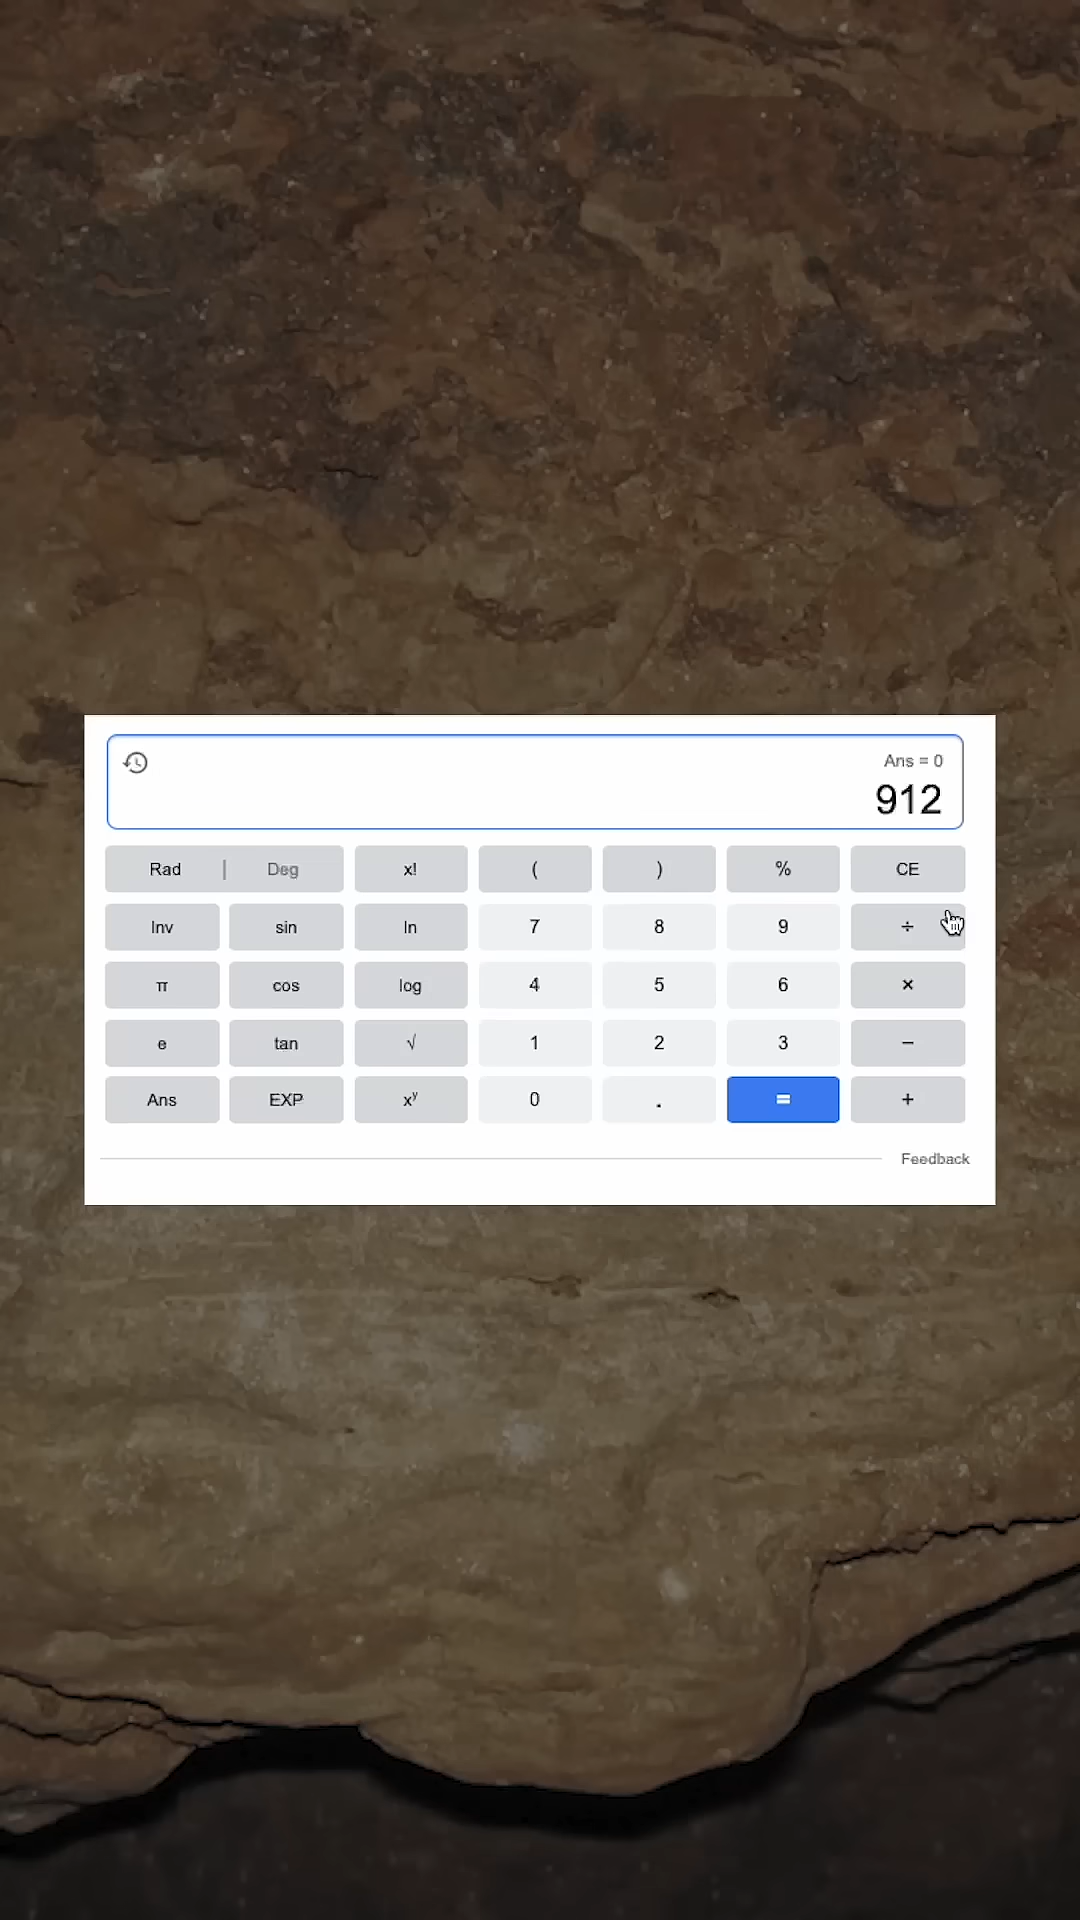 Ans = 0
912
Rad | Deg x! ( ) % CE
Inv sin ln 7 8 9 ÷
π cos log 4 5 6 ×
e tan √ 1 2 3 −
Ans EXP xʸ 0 . = +
Feedback